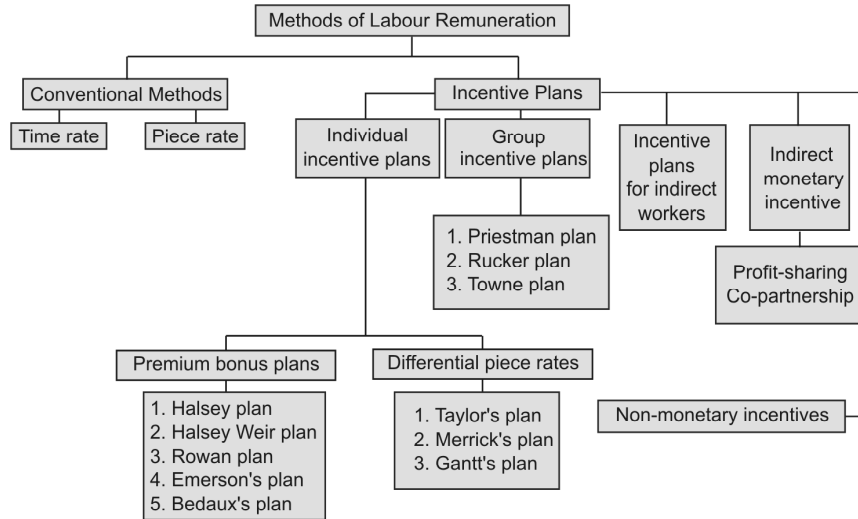 Methods of Labour Remuneration
Conventional Methods
Incentive Plans
Time rate
Piece rate
Individual
incentive plans
Group
incentive plans
Incentive
plans
for indirect
workers
Indirect
monetary
incentive
1. Priestman plan
2. Rucker plan
3. Towne plan
Profit-sharing
Co-partnership
Premium bonus plans
Differential piece rates
1. Halsey plan
2. Halsey Weir plan
3. Rowan plan
4. Emerson's plan
5. Bedaux's plan
1. Taylor's plan
2. Merrick's plan
3. Gantt's plan
Non-monetary incentives